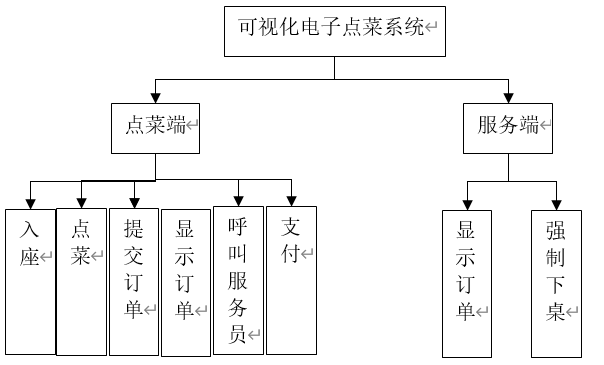 可视化电子点菜系统
点菜端
服务端
入座
点菜
提交订单
显示订单
呼叫服务员
支付
显示订单
强制下桌